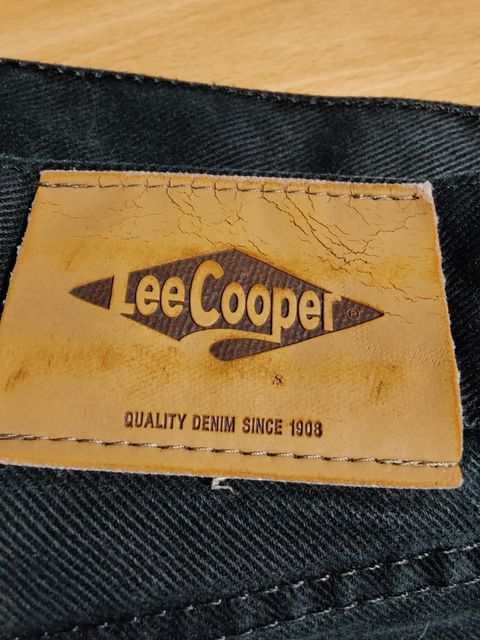 Lee Cooper®
QUALITY DENIM SINCE 1908